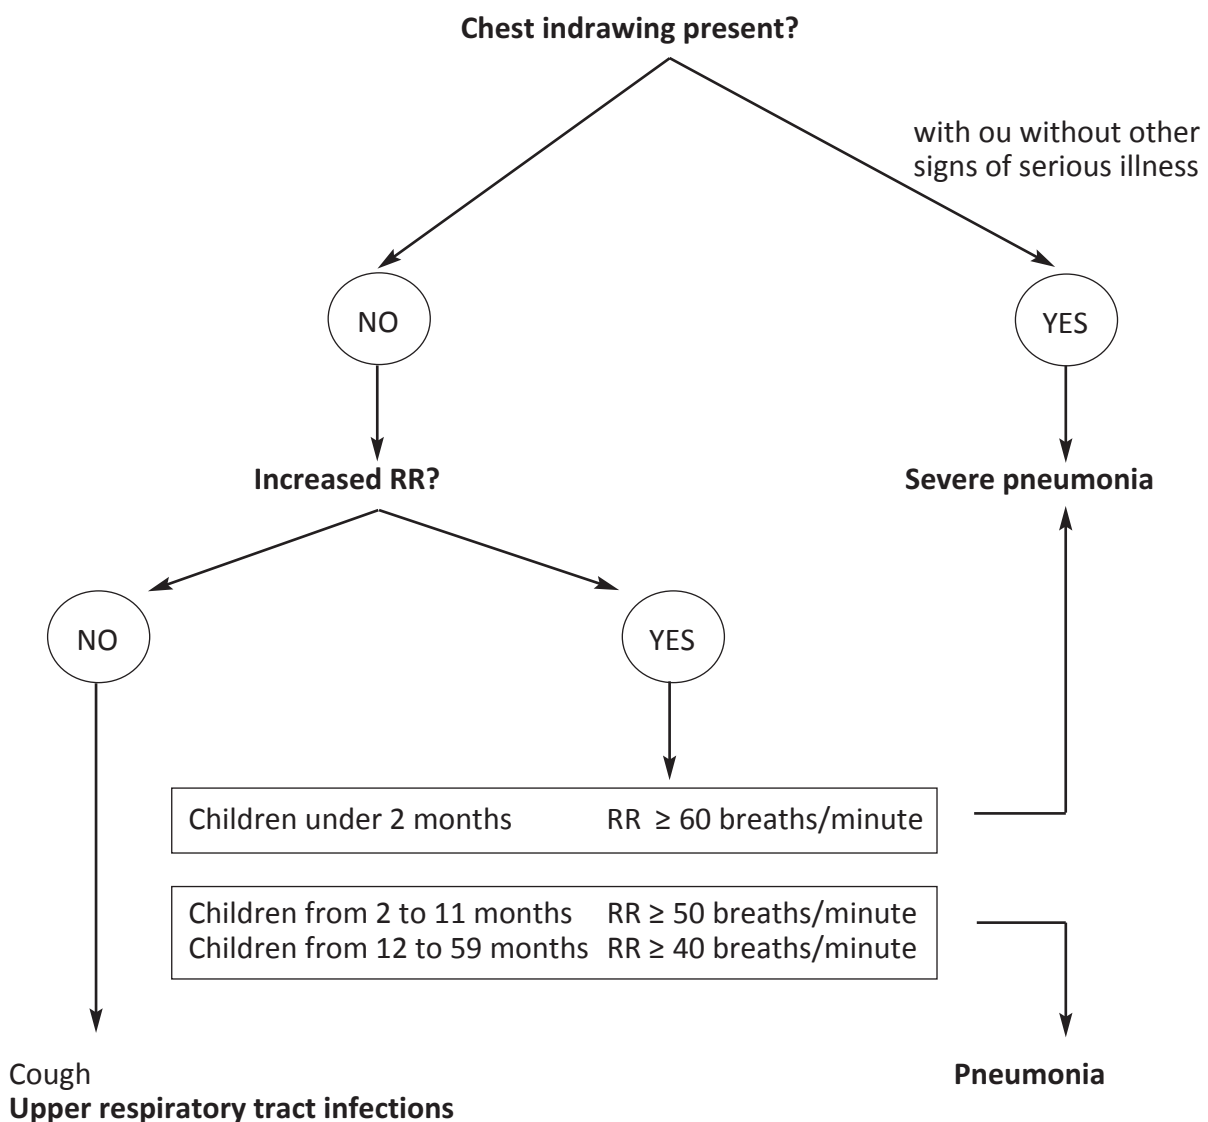 Chest indrawing present?
with ou without other
signs of serious illness
NO
YES
Increased RR?
Severe pneumonia
NO
YES
Children under 2 months RR ≥ 60 breaths/minute
Children from 2 to 11 months RR ≥ 50 breaths/minute
Children from 12 to 59 months RR ≥ 40 breaths/minute
Cough
Upper respiratory tract infections
Pneumonia